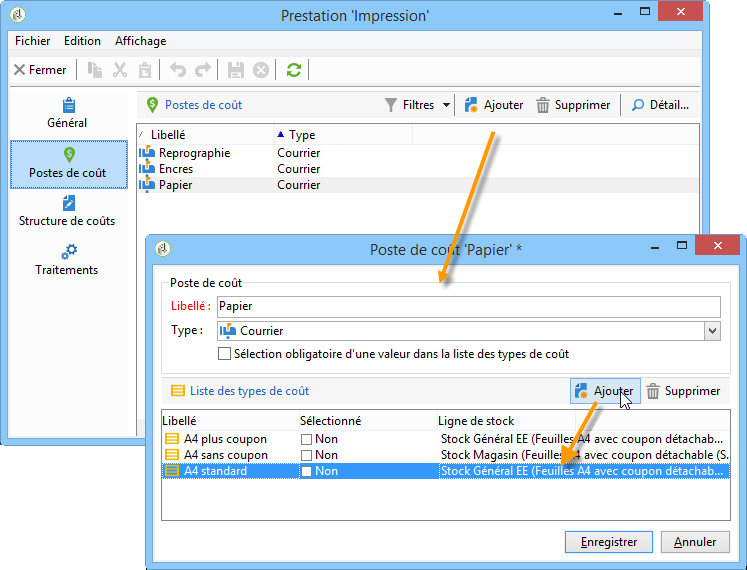 Prestation 'Impression'
Fichier Edition Affichage
Fermer
Général
Postes de coût
Structure de coûts
Traitements
Postes de coût Filtres Ajouter Supprimer Détail...
Libellé Type
Reprographie Courrier
Encres Courrier
Papier Courrier
Poste de coût 'Papier' *
Poste de coût
Libellé : Papier
Type : Courrier
Sélection obligatoire d'une valeur dans la liste des types de coût
Liste des types de coût Ajouter Supprimer
Libellé Sélectionné Ligne de stock
A4 plus coupon Non Stock Général EE (Feuilles A4 avec coupon détachab...
A4 sans coupon Non Stock Magasin (Feuilles A4 avec coupon détachable (S...
A4 standard Non Stock Général EE (Feuilles A4 avec coupon détachab...
Enregistrer Annuler